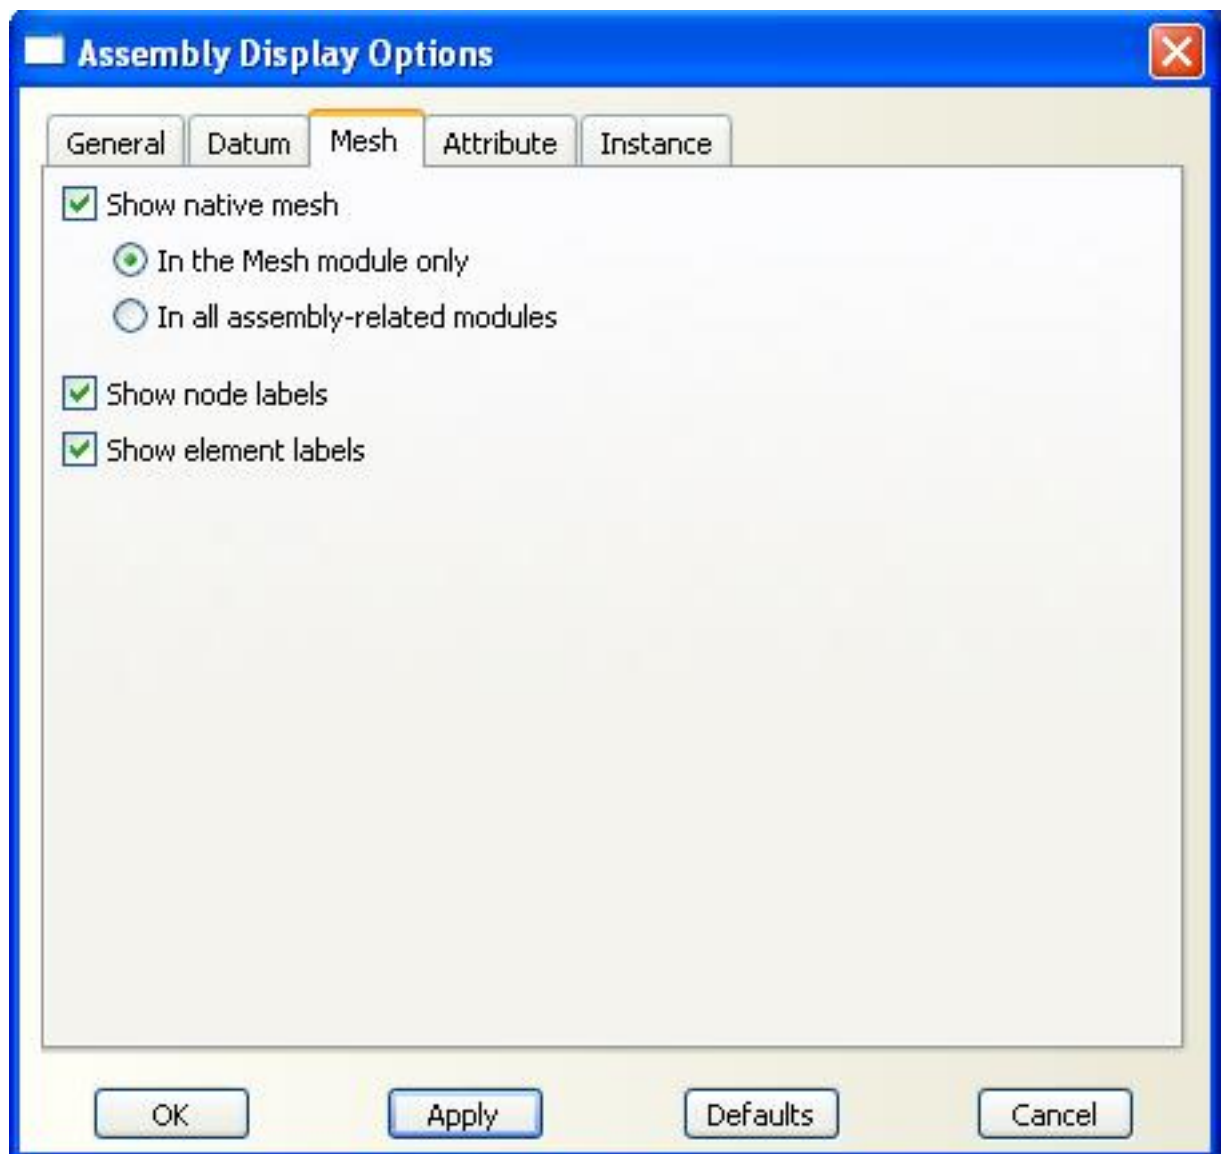 Assembly Display Options
General Datum Mesh Attribute Instance
Show native mesh
In the Mesh module only
In all assembly-related modules
Show node labels
Show element labels
OK Apply Defaults Cancel